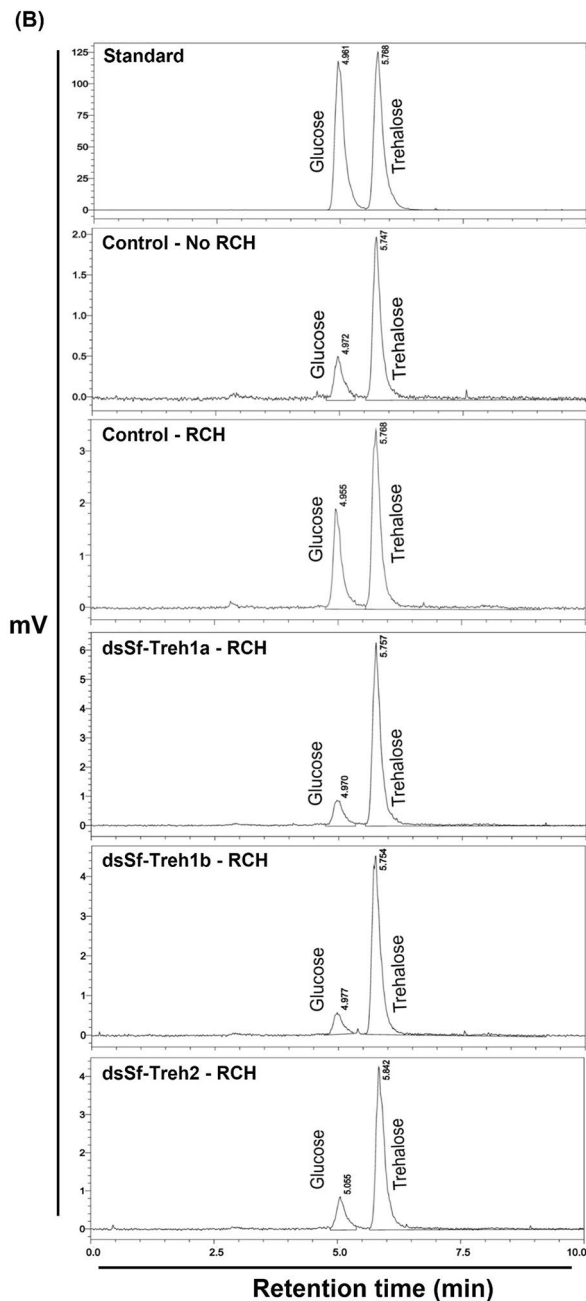 (B)
Standard
125
100
75
50
25
0
Glucose
4.961
5.768
Trehalose
Control - No RCH
2.0
1.5
1.0
0.5
0.0
Glucose
4.972
5.747
Trehalose
Control - RCH
3
2
1
0
Glucose
4.955
5.768
Trehalose
mV
dsSf-Treh1a - RCH
6
5
4
3
2
1
0
Glucose
4.970
5.757
Trehalose
dsSf-Treh1b - RCH
4
3
2
1
0
Glucose
4.977
5.754
Trehalose
dsSf-Treh2 - RCH
4
3
2
1
0
Glucose
5.055
5.842
Trehalose
0.0 2.5 5.0 7.5 10.0
Retention time (min)